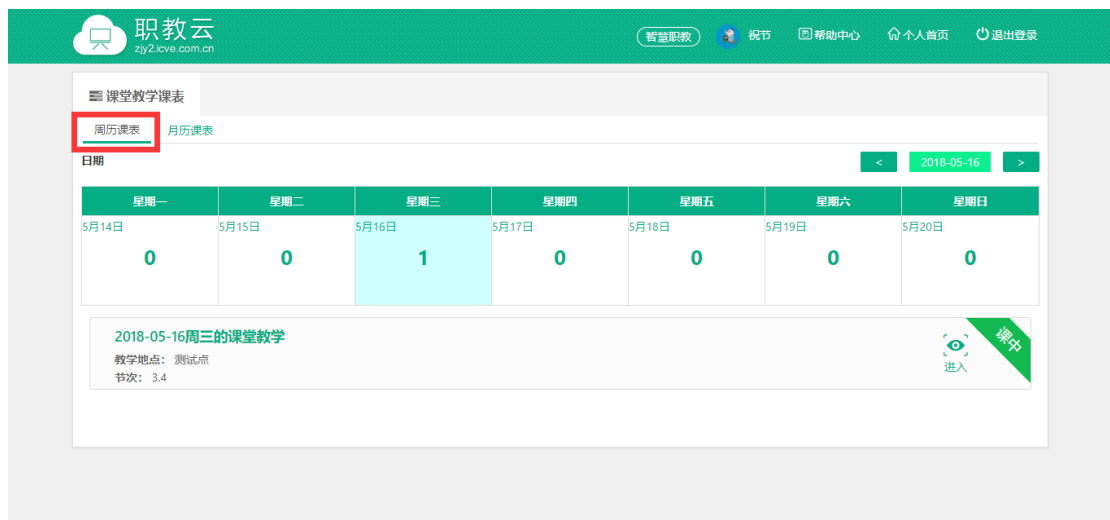 职教云
zjy2.icve.com.cn
智慧职教 祝节 帮助中心 个人首页 退出登录
课堂教学课表
周历课表 月历课表
日期 < 2018-05-16 >
星期一 星期二 星期三 星期四 星期五 星期六 星期日
5月14日 5月15日 5月16日 5月17日 5月18日 5月19日 5月20日
0 0 1 0 0 0 0
2018-05-16周三的课堂教学
课中
教学地点： 测试点
进入
节次： 3.4